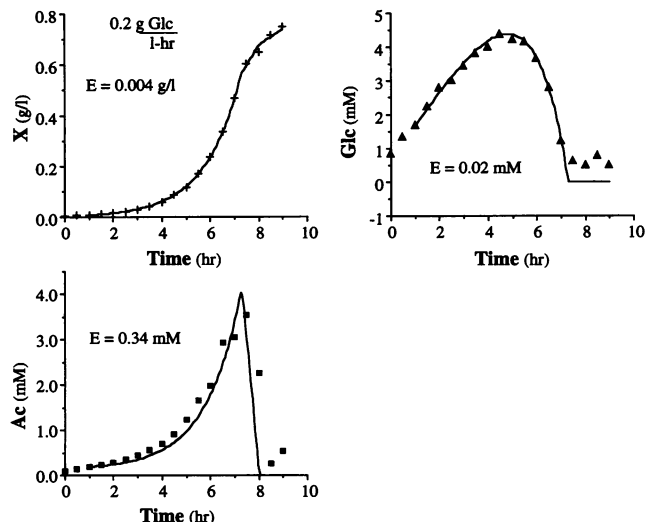 0.2 g Glc
l-hr
E = 0.004 g/l
X (g/l)
0.8
0.6
0.4
0.2
0.0
0 2 4 6 8 10
Time (hr)
Glc (mM)
5
4
3
2
1
0
-1
E = 0.02 mM
0 2 4 6 8 10
Time (hr)
Ac (mM)
4.0
3.0
2.0
1.0
0.0
E = 0.34 mM
0 2 4 6 8 10
Time (hr)